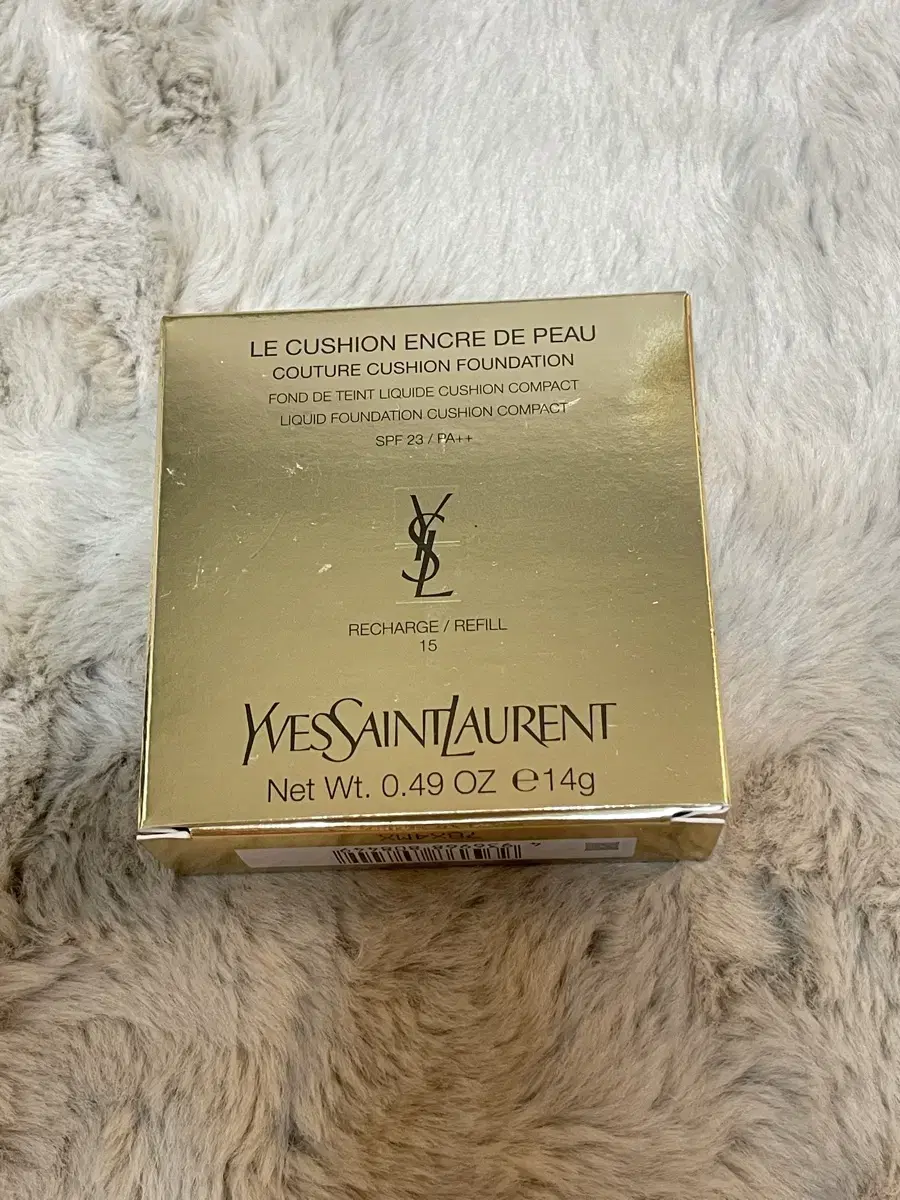 LE CUSHION ENCRE DE PEAU
COUTURE CUSHION FOUNDATION
FOND DE TEINT LIQUIDE CUSHION COMPACT
LIQUID FOUNDATION CUSHION COMPACT
SPF 23 / PA++
YSL
RECHARGE / REFILL
15
YVESSAINTLAURENT
Net Wt. 0.49 OZ ℮14g